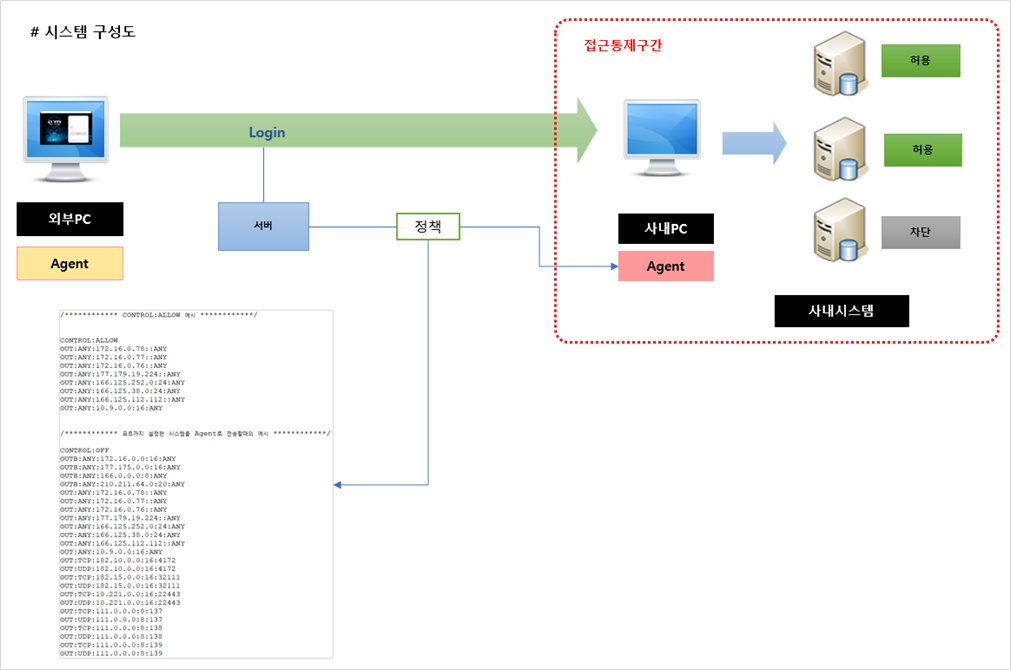 # 시스템 구성도
접근통제구간
허용
Login
허용
외부PC
서버
정책
사내PC
차단
Agent
Agent
사내시스템
/************ CONTROL:ALLOW 예시 ************/
CONTROL:ALLOW
OUT:ANY:172.16.0.78::ANY
OUT:ANY:172.16.0.77::ANY
OUT:ANY:172.16.0.76::ANY
OUT:ANY:177.179.19.224::ANY
OUT:ANY:166.125.252.0:24:ANY
OUT:ANY:166.125.38.0:24:ANY
OUT:ANY:166.125.112.112::ANY
OUT:ANY:10.9.0.0:16:ANY
/************ 포트까지 설정한 시스템을 Agent로 전송할때의 예시 ************/
CONTROL:OFF
OUTB:ANY:172.16.0.0:16:ANY
OUTB:ANY:177.175.0.0:16:ANY
OUTB:ANY:166.0.0.0:8:ANY
OUTB:ANY:210.211.64.0:20:ANY
OUT:ANY:172.16.0.78::ANY
OUT:ANY:172.16.0.77::ANY
OUT:ANY:172.16.0.76::ANY
OUT:ANY:177.179.19.224::ANY
OUT:ANY:166.125.252.0:24:ANY
OUT:ANY:166.125.38.0:24:ANY
OUT:ANY:166.125.112.112::ANY
OUT:ANY:10.9.0.0:16:ANY
OUT:TCP:182.10.0.0:16:4172
OUT:UDP:182.10.0.0:16:4172
OUT:TCP:182.15.0.0:16:32111
OUT:UDP:182.15.0.0:16:32111
OUT:TCP:10.221.0.0:16:22443
OUT:UDP:10.221.0.0:16:22443
OUT:TCP:111.0.0.0:8:137
OUT:UDP:111.0.0.0:8:137
OUT:TCP:111.0.0.0:8:138
OUT:UDP:111.0.0.0:8:138
OUT:TCP:111.0.0.0:8:139
OUT:UDP:111.0.0.0:8:139